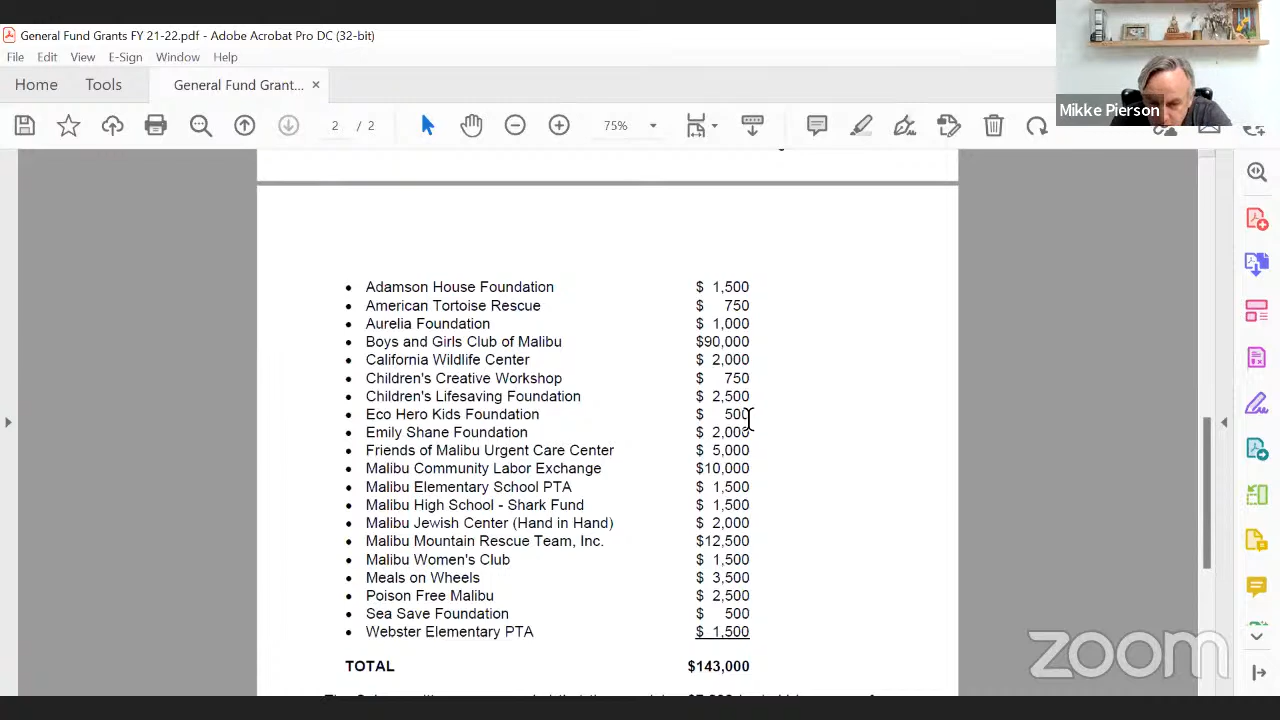 General Fund Grants FY 21-22.pdf - Adobe Acrobat Pro DC (32-bit)
File Edit View E-Sign Window Help
Home Tools General Fund Grant... ×
2 / 2 75%
Mikke Pierson
• Adamson House Foundation $ 1,500
• American Tortoise Rescue $ 750
• Aurelia Foundation $ 1,000
• Boys and Girls Club of Malibu $90,000
• California Wildlife Center $ 2,000
• Children's Creative Workshop $ 750
• Children's Lifesaving Foundation $ 2,500
• Eco Hero Kids Foundation $ 500
• Emily Shane Foundation $ 2,000
• Friends of Malibu Urgent Care Center $ 5,000
• Malibu Community Labor Exchange $10,000
• Malibu Elementary School PTA $ 1,500
• Malibu High School - Shark Fund $ 1,500
• Malibu Jewish Center (Hand in Hand) $ 2,000
• Malibu Mountain Rescue Team, Inc. $12,500
• Malibu Women's Club $ 1,500
• Meals on Wheels $ 3,500
• Poison Free Malibu $ 2,500
• Sea Save Foundation $ 500
• Webster Elementary PTA $ 1,500
TOTAL $143,000
zoom